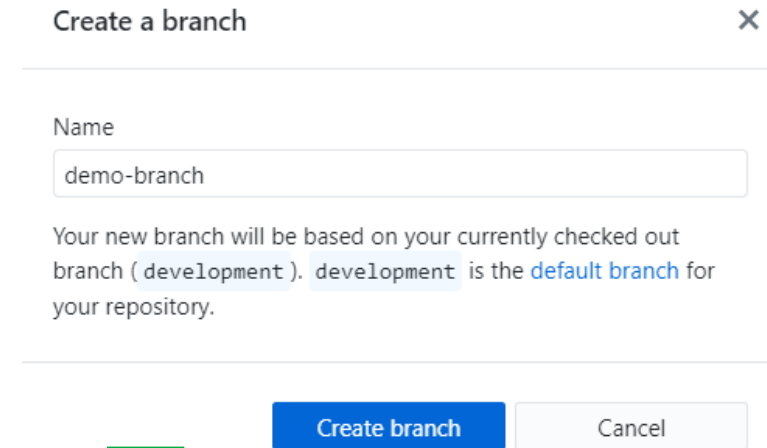 Create a branch
Name
demo-branch
Your new branch will be based on your currently checked out
branch (development). development is the default branch for
your repository.
Create branch Cancel